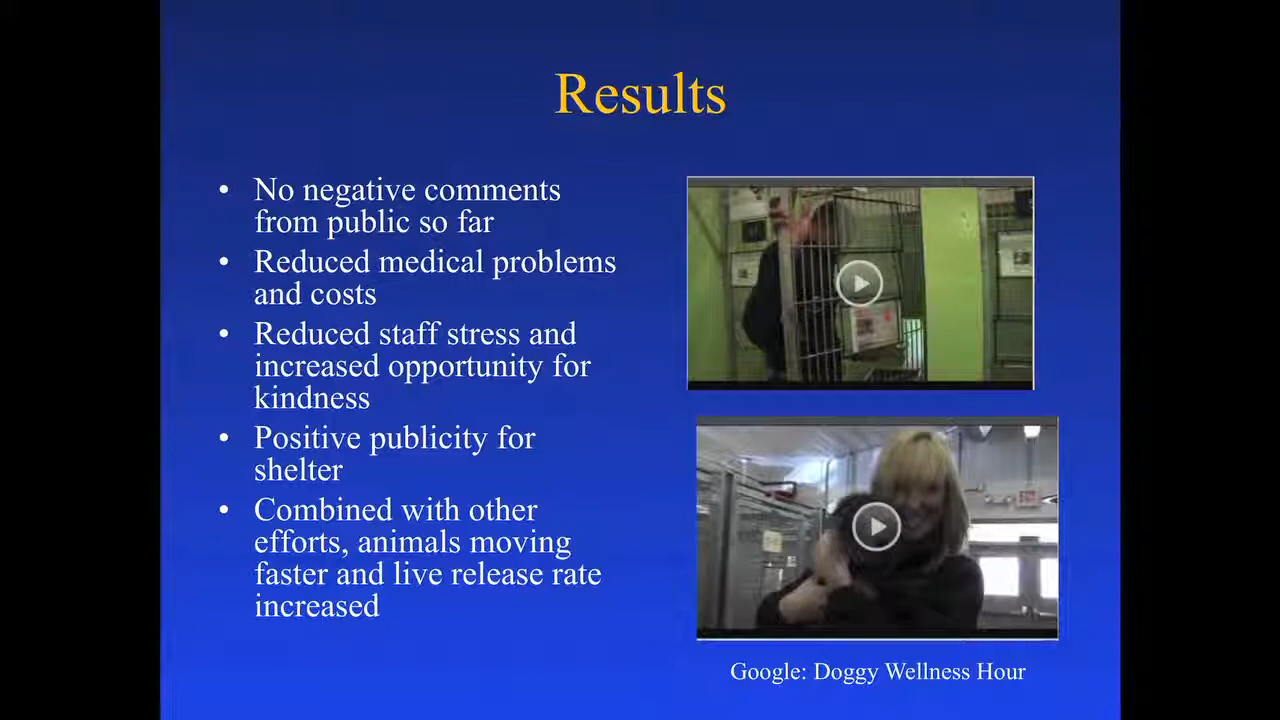 Results
• No negative comments
from public so far
• Reduced medical problems
and costs
• Reduced staff stress and
increased opportunity for
kindness
• Positive publicity for
shelter
• Combined with other
efforts, animals moving
faster and live release rate
increased
Google: Doggy Wellness Hour